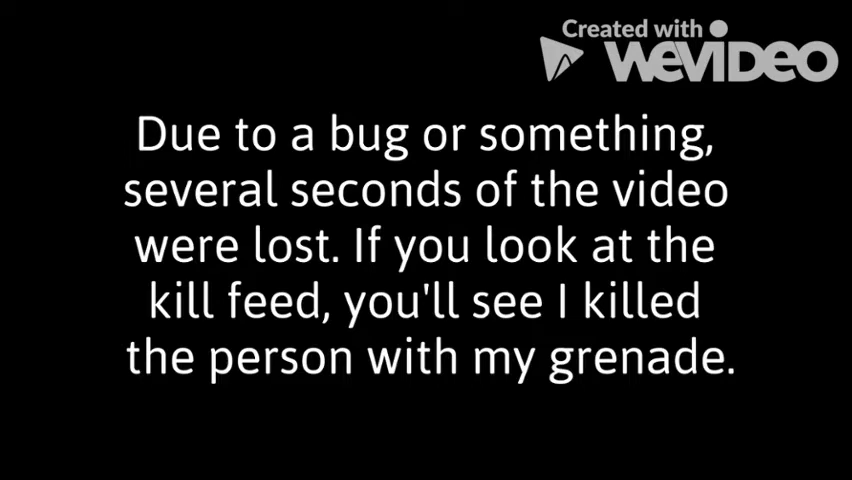 Created with
WEVIDEO
Due to a bug or something,
several seconds of the video
were lost. If you look at the
kill feed, you'll see I killed
the person with my grenade.